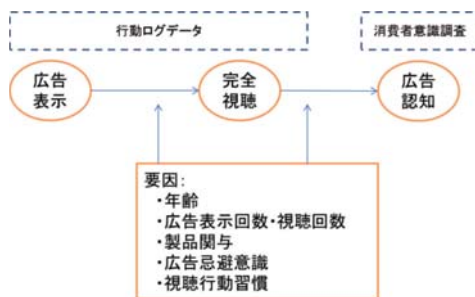 行動ログデータ
消費者意識調査
広告
表示
完全
視聴
広告
認知
要因:
・年齢
・広告表示回数・視聴回数
・製品関与
・広告忌避意識
・視聴行動習慣